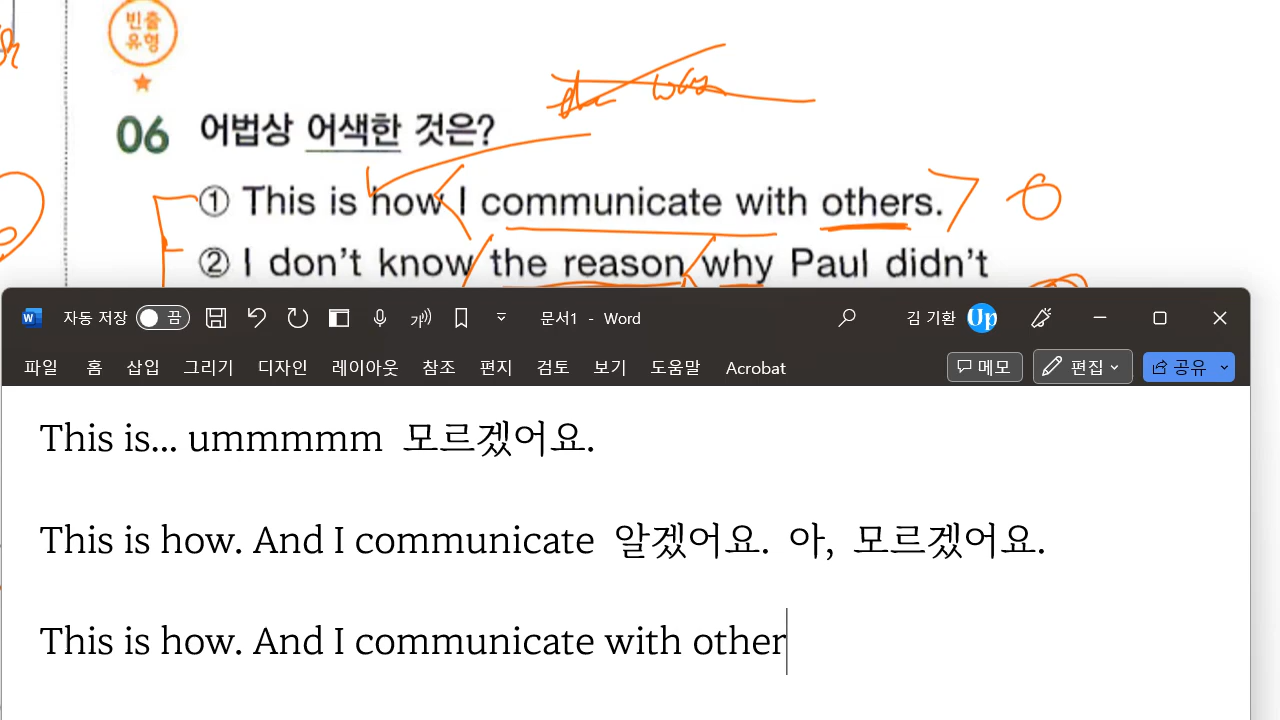 빈출
유형
the way
06 어법상 어색한 것은?
① This is how I communicate with others.
② I don't know the reason why Paul didn't
자동 저장 끔 가 문서1 - Word 김 기환 Up
파일 홈 삽입 그리기 디자인 레이아웃 참조 편지 검토 보기 도움말 Acrobat 메모 편집 공유
This is... ummmmm 모르겠어요.
This is how. And I communicate 알겠어요. 아, 모르겠어요.
This is how. And I communicate with other